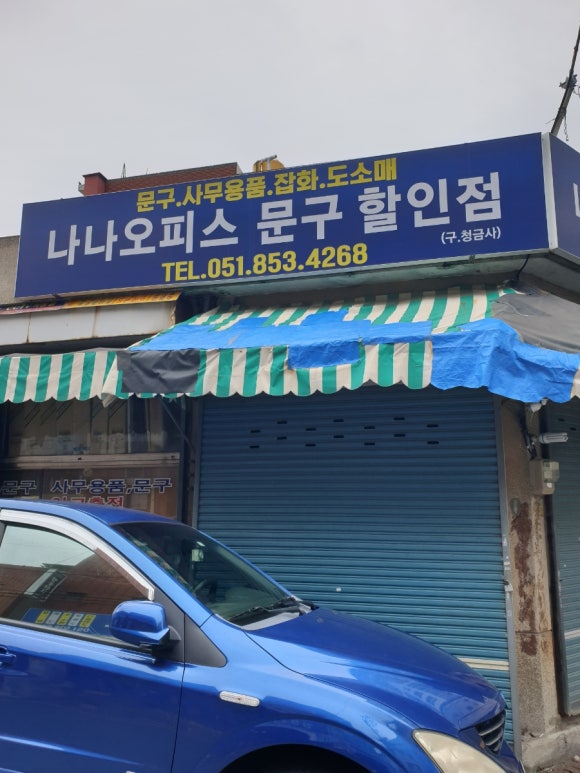 문구.사무용품.잡화.도소매
나나오피스 문구 할인점
(구.청금사)
TEL.051.853.4268
문구 사무용품,문구